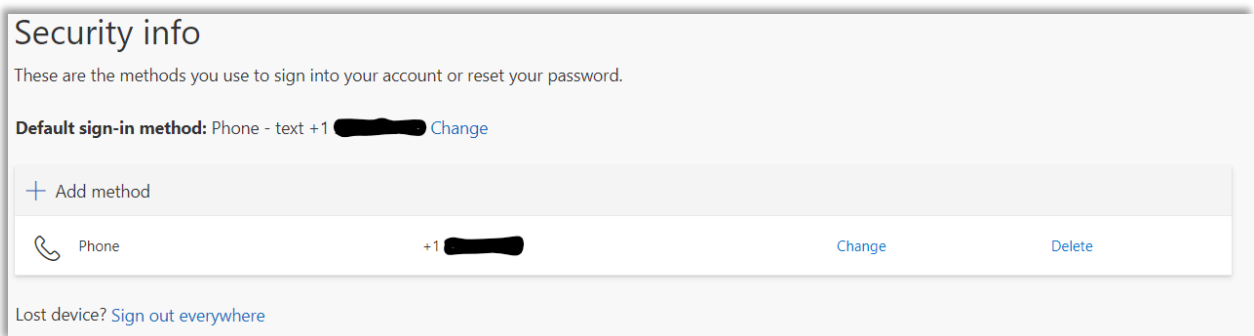 Security info
These are the methods you use to sign into your account or reset your password.
Default sign-in method: Phone - text +1 Change
Add method
Phone +1 Change Delete
Lost device? Sign out everywhere